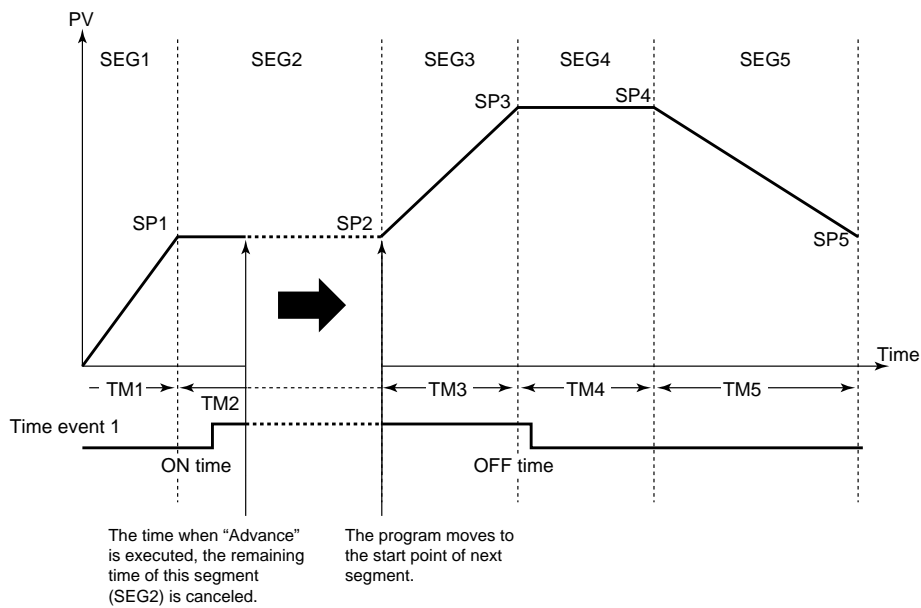 PV
SEG1 SEG2 SEG3 SEG4 SEG5
SP3 SP4
SP1 SP2
SP5
Time
TM1 TM2 TM3 TM4 TM5
Time event 1
ON time OFF time
The time when “Advance”
is executed, the remaining
time of this segment
(SEG2) is canceled.
The program moves to
the start point of next
segment.